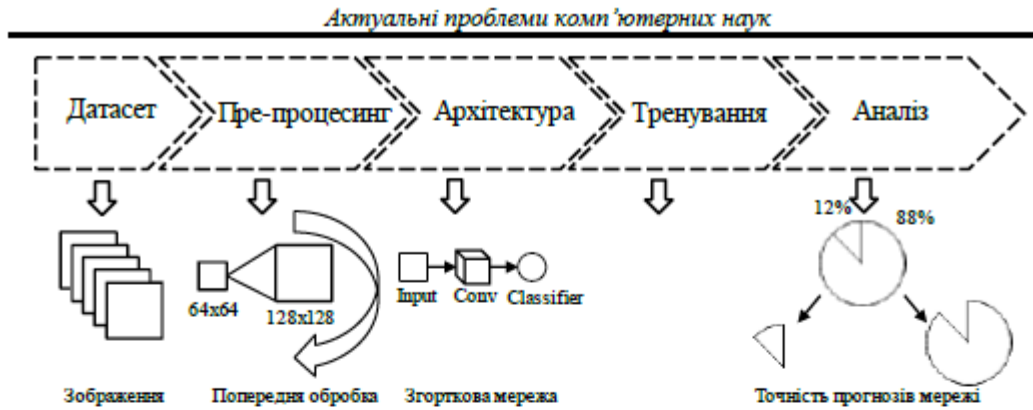 Актуальні проблеми комп’ютерних наук
Датасет Пре-процесинг Архітектура Тренування Аналіз
12% 88%
64x64 128x128 Input Conv Classifier
Зображення Попередня обробка Згорткова мережа Точність прогнозів мережі